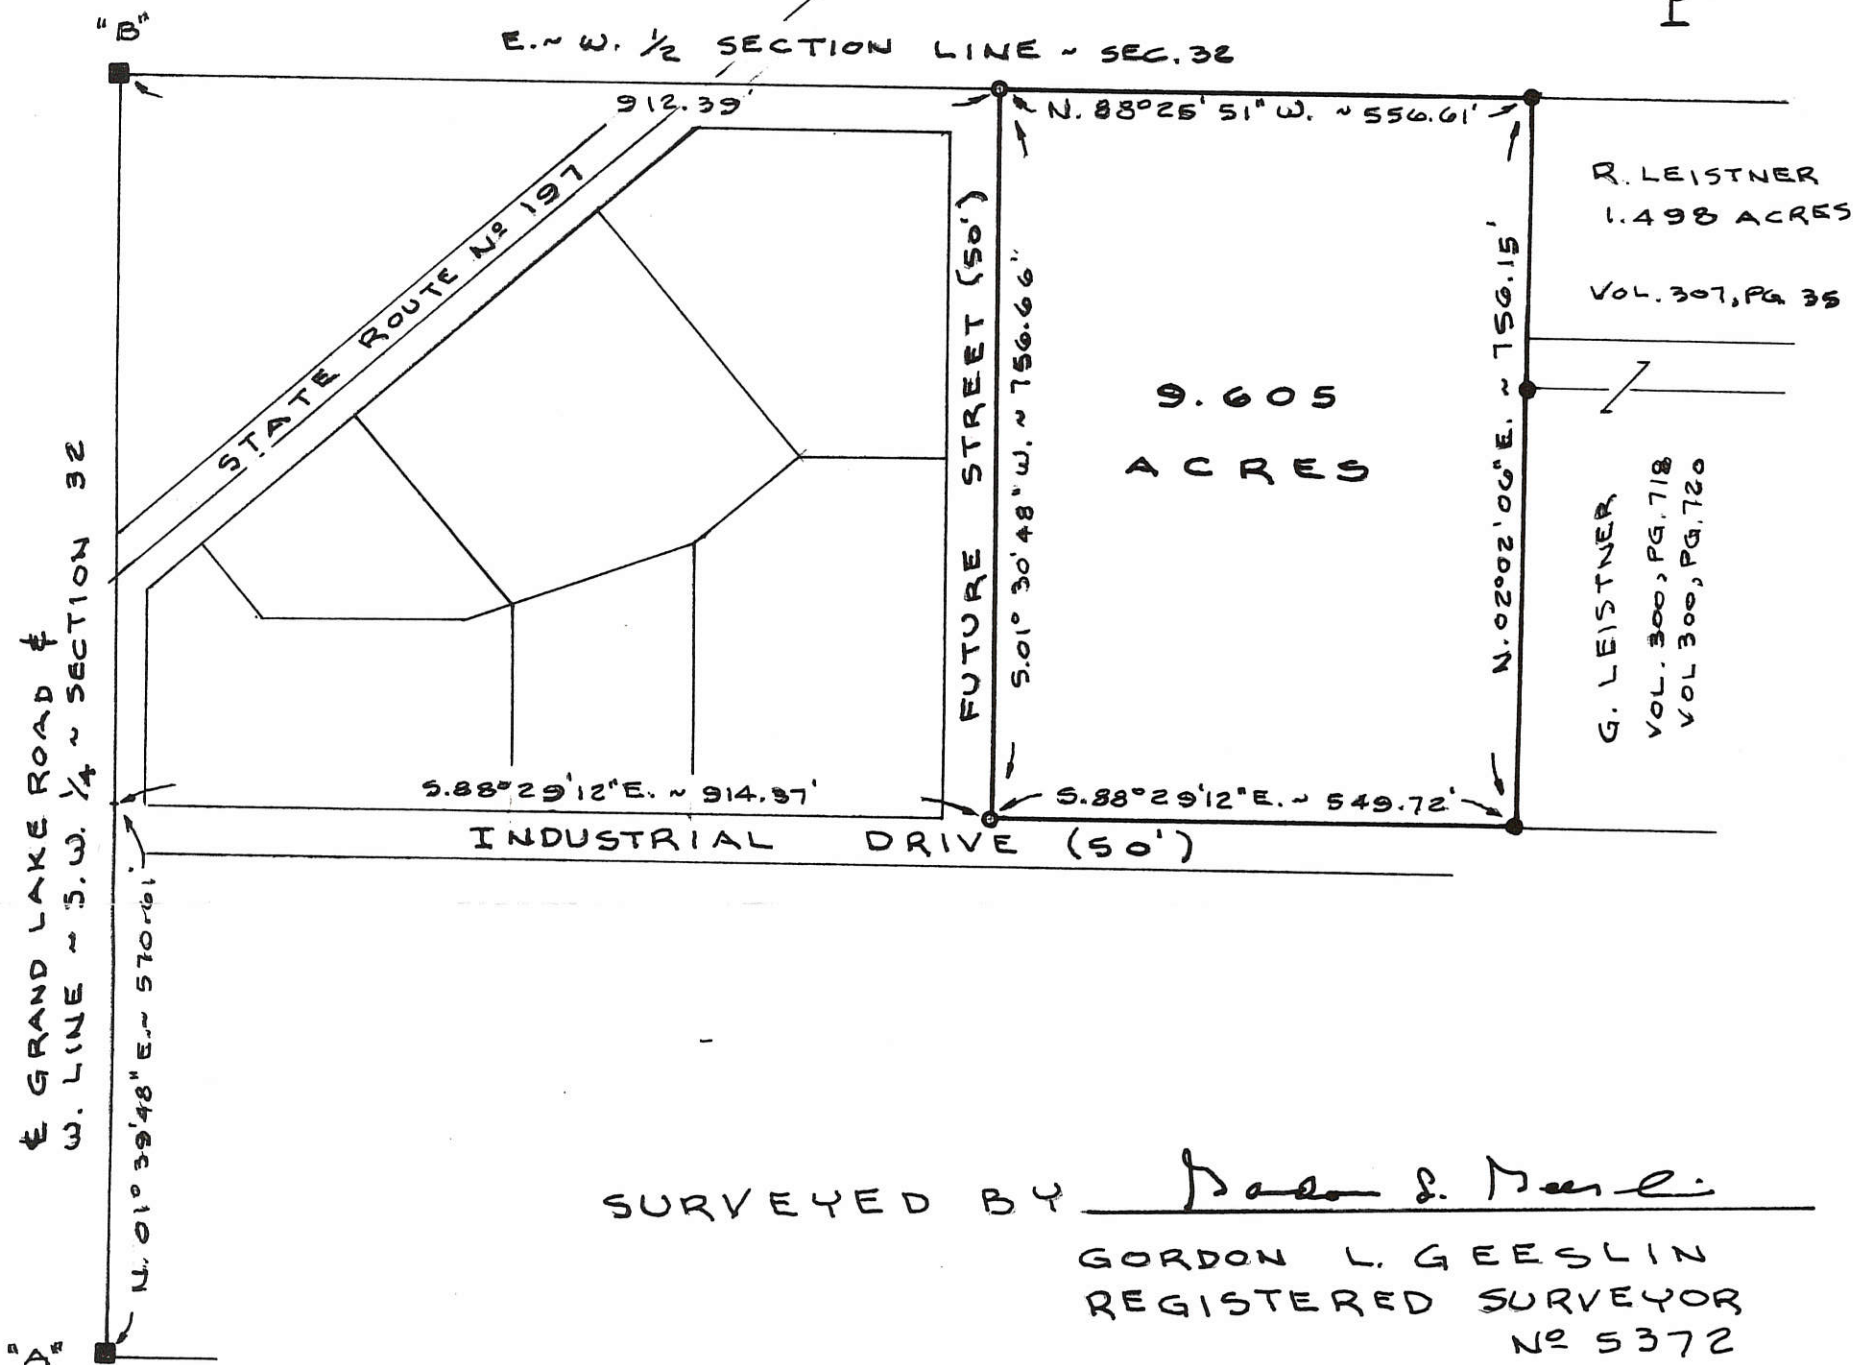 "B"
E.~W. 1/2 SECTION LINE ~ SEC. 32
912.39'
N. 88°25'51" W. ~ 556.61'
R. LEISTNER
1.498 ACRES
VOL. 307, PG. 35
STATE ROUTE Nº 197
FUTURE STREET (50')
S.01°30'48" W. ~ 756.66"
9.605
ACRES
N.02°02'06" E. ~ 756.15'
G. LEISTNER
VOL. 300, PG. 718
VOL 300, PG. 720
S.88°29'12"E. ~ 914.37'
S.88°29'12"E. ~ 549.72'
INDUSTRIAL DRIVE (50')
℄ GRAND LAKE ROAD ℄
W. LINE ~ S.W. 1/4 ~ SECTION 32
N. 01°39'48" E. ~ 570.61'
"A"
SURVEYED BY
GORDON L. GEESLIN
REGISTERED SURVEYOR
Nº 5372